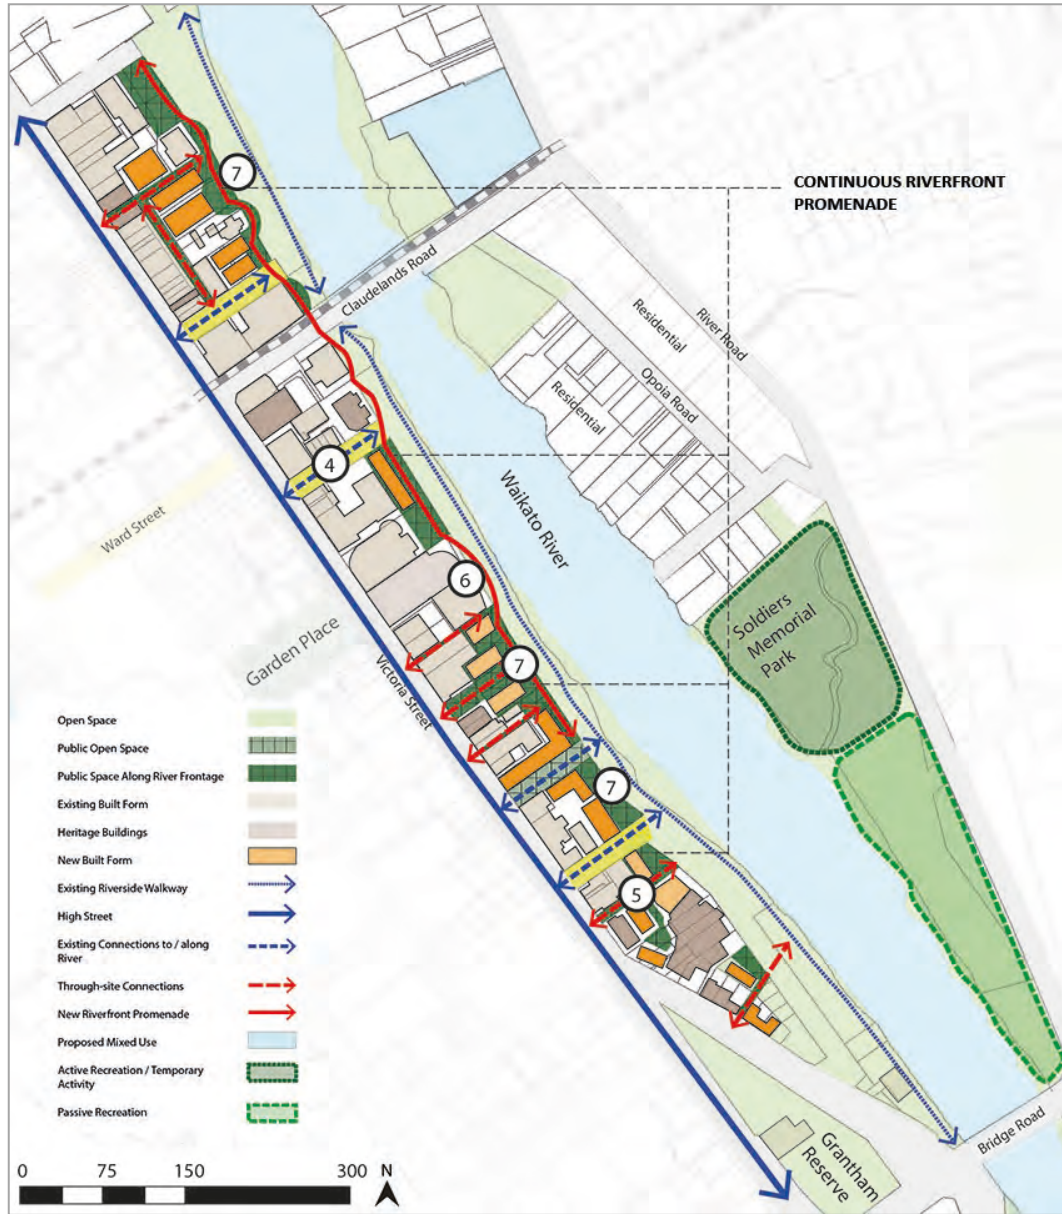 CONTINUOUS RIVERFRONT
PROMENADE
7
Claudelands Road
River Road
Residential
Opoia Road
Residential
4
Ward Street
Waikato River
6
Garden Place
Victoria Street
7
Soldiers
Memorial
Park
7
5
Open Space
Public Open Space
Public Space Along River Frontage
Existing Built Form
Heritage Buildings
New Built Form
Existing Riverside Walkway
High Street
Existing Connections to / along
River
Through-site Connections
New Riverfront Promenade
Proposed Mixed Use
Active Recreation / Temporary
Activity
Passive Recreation
Bridge Road
Grantham
Reserve
0 75 150 300 N